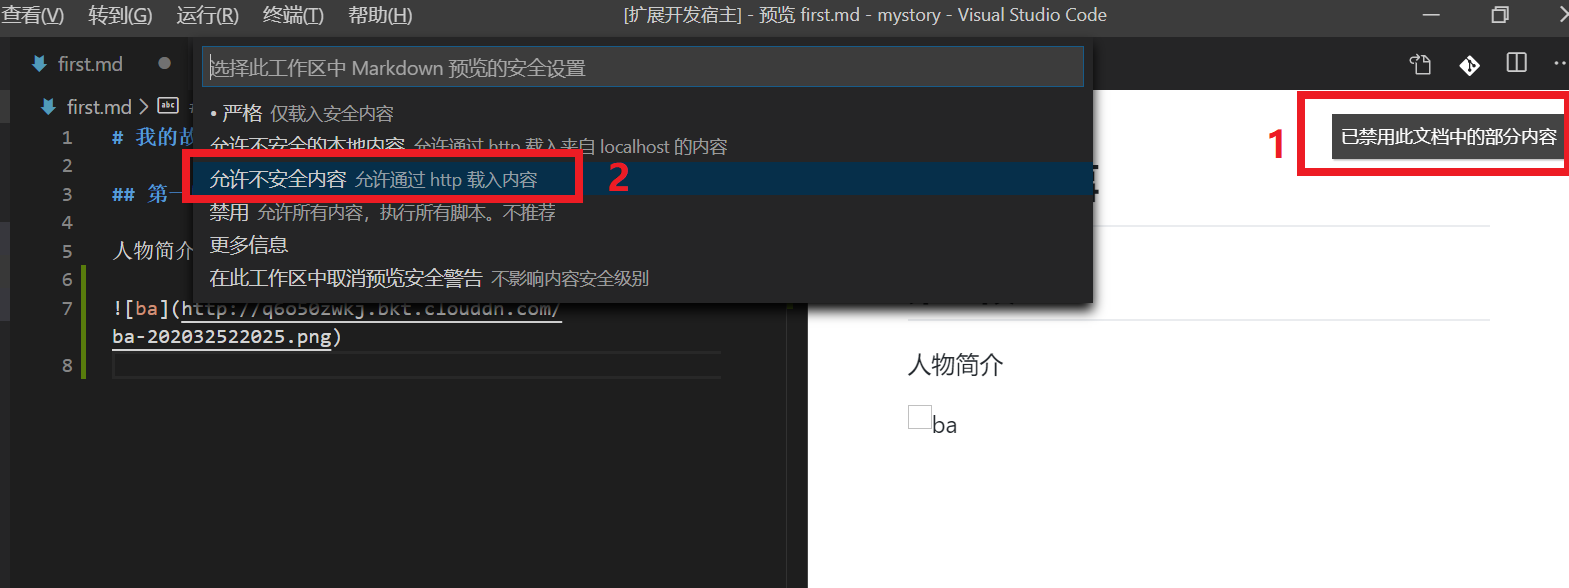 查看(V) 转到(G) 运行(R) 终端(T) 帮助(H) [扩展开发宿主] - 预览 first.md - mystory - Visual Studio Code
first.md
选择此工作区中 Markdown 预览的安全设置
first.md
abc
• 严格 仅载入安全内容
允许不安全的本地内容 允许通过 http 载入来自 localhost 的内容
允许不安全内容 允许通过 http 载入内容
禁用 允许所有内容，执行所有脚本。不推荐
更多信息
在此工作区中取消预览安全警告 不影响内容安全级别
1 # 我的故
2
3 ## 第一
4
5 人物简介
6
7 ![ba](http://q6o50zwkj.bkt.clouddn.com/
ba-202032522025.png)
8
1
已禁用此文档中的部分内容
2
人物简介
ba